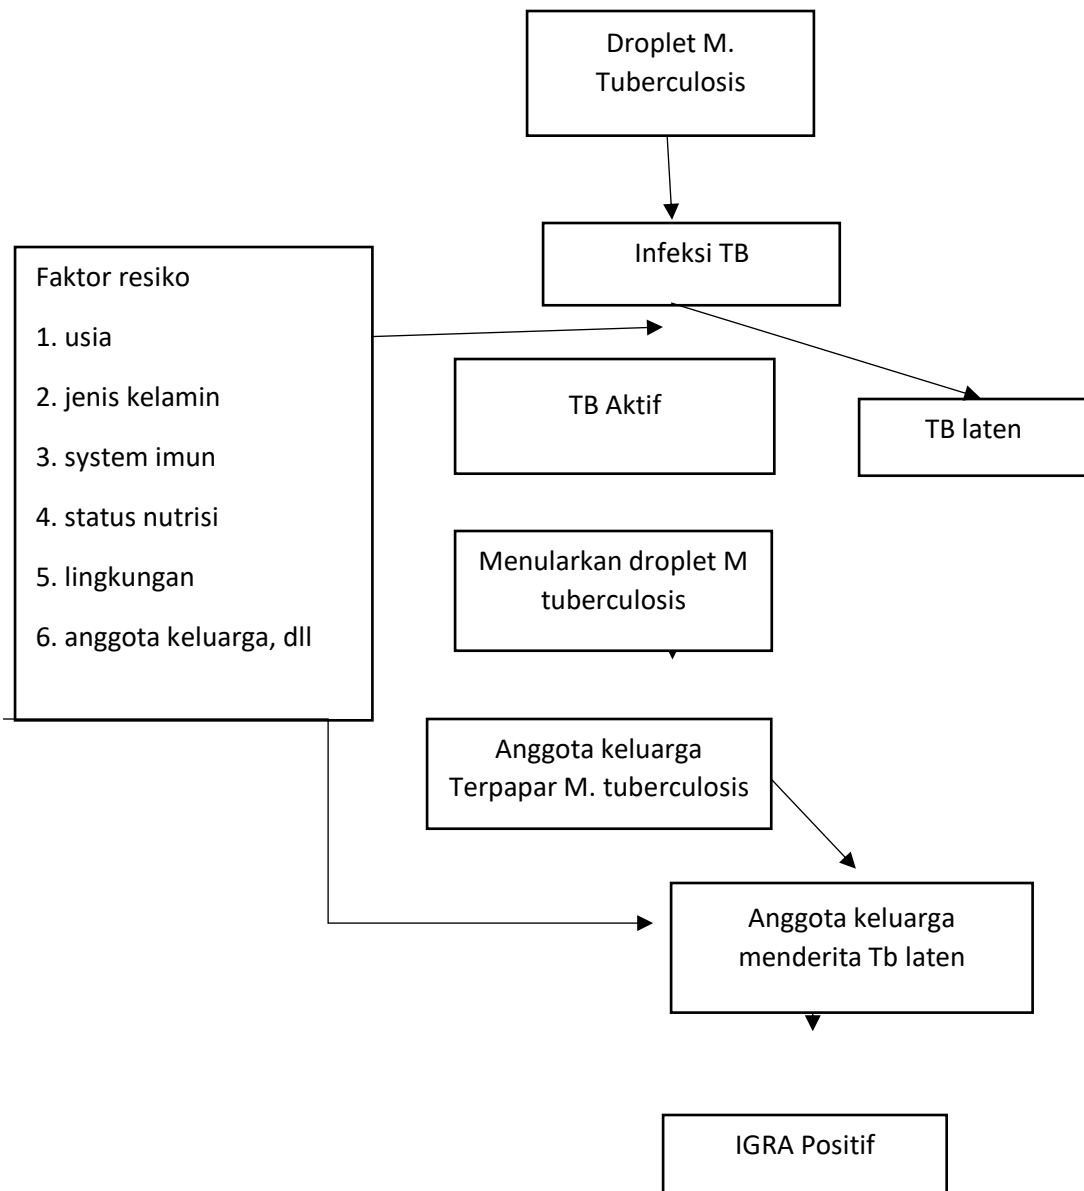 Droplet M.
Tuberculosis
Infeksi TB
Faktor resiko
1. usia
2. jenis kelamin
3. system imun
4. status nutrisi
5. lingkungan
6. anggota keluarga, dll
TB Aktif
TB laten
Menularkan droplet M
tuberculosis
Anggota keluarga
Terpapar M. tuberculosis
Anggota keluarga
menderita Tb laten
IGRA Positif